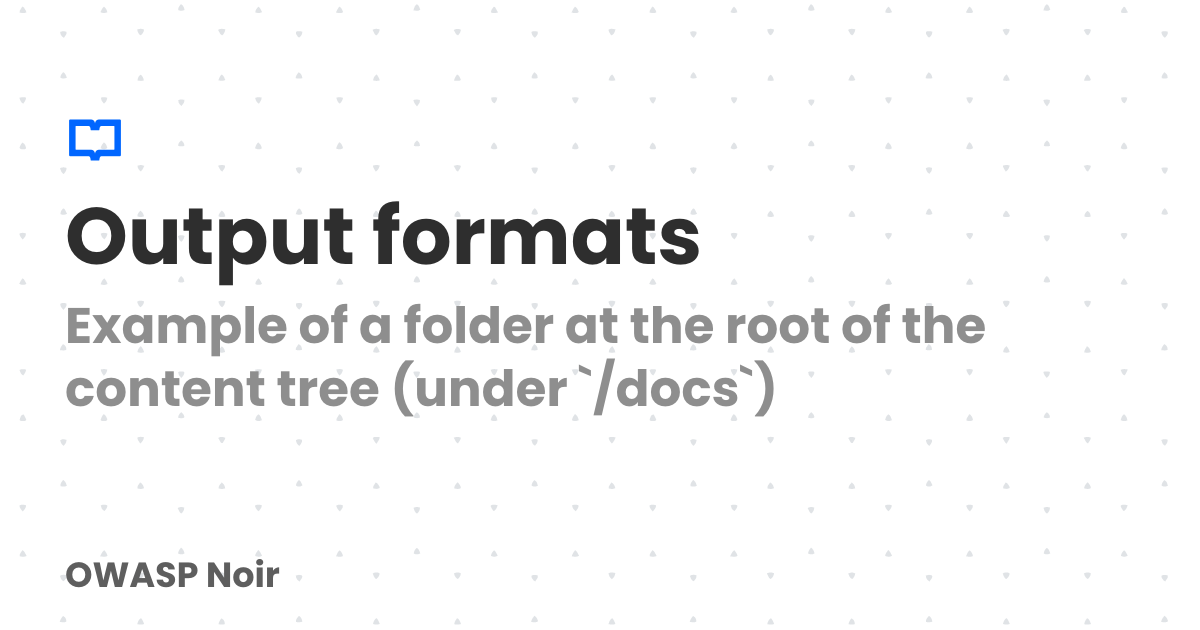 Output formats
Example of a folder at the root of the
content tree (under `/docs`)
OWASP Noir